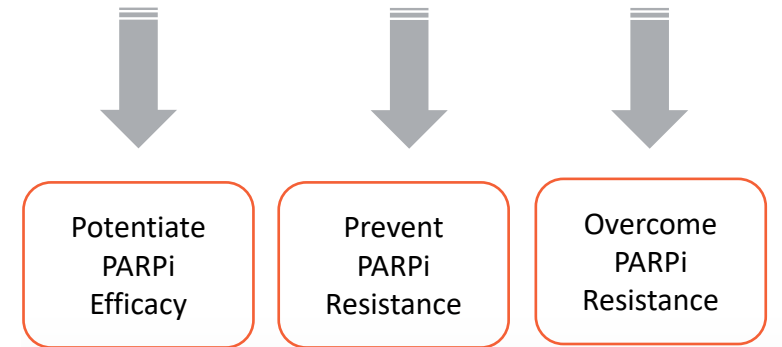 Potentiate
PARPi
Efficacy
Prevent
PARPi
Resistance
Overcome
PARPi
Resistance